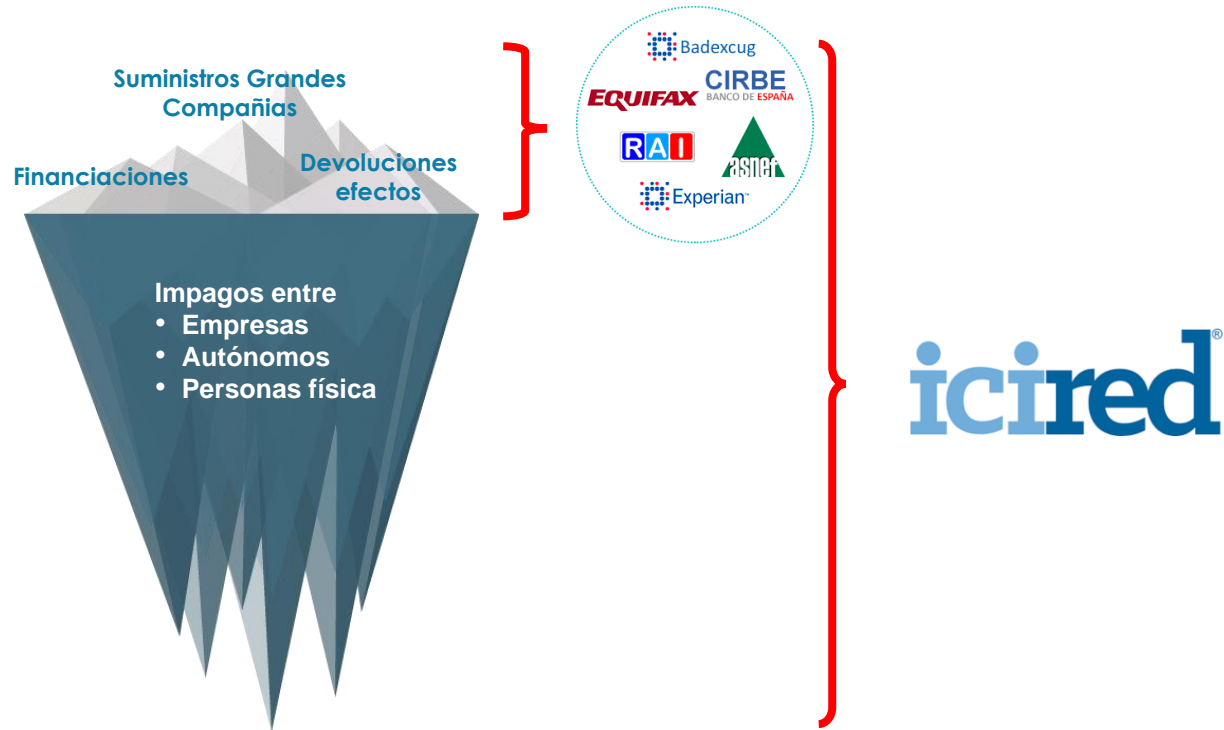 Suministros Grandes
Compañias
Financiaciones
Devoluciones
efectos
Impagos entre
• Empresas
• Autónomos
• Personas física
Badexcug
EQUIFAX
CIRBE
BANCO DE ESPAÑA
RAI
asnef
Experian™
icired®